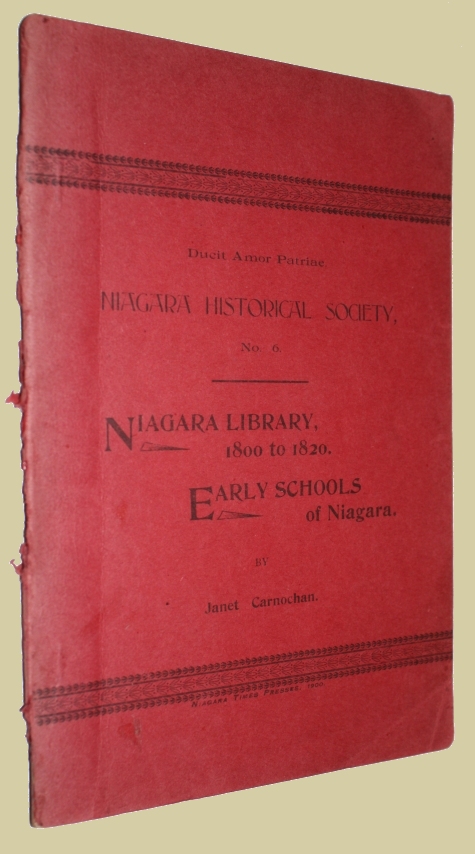 Ducit Amor Patriae
NIAGARA HISTORICAL SOCIETY,
No. 6.
NIAGARA LIBRARY,
1800 to 1820.
EARLY SCHOOLS
of Niagara.
BY
Janet Carnochan.
NIAGARA TIMES PRESSES, 1900